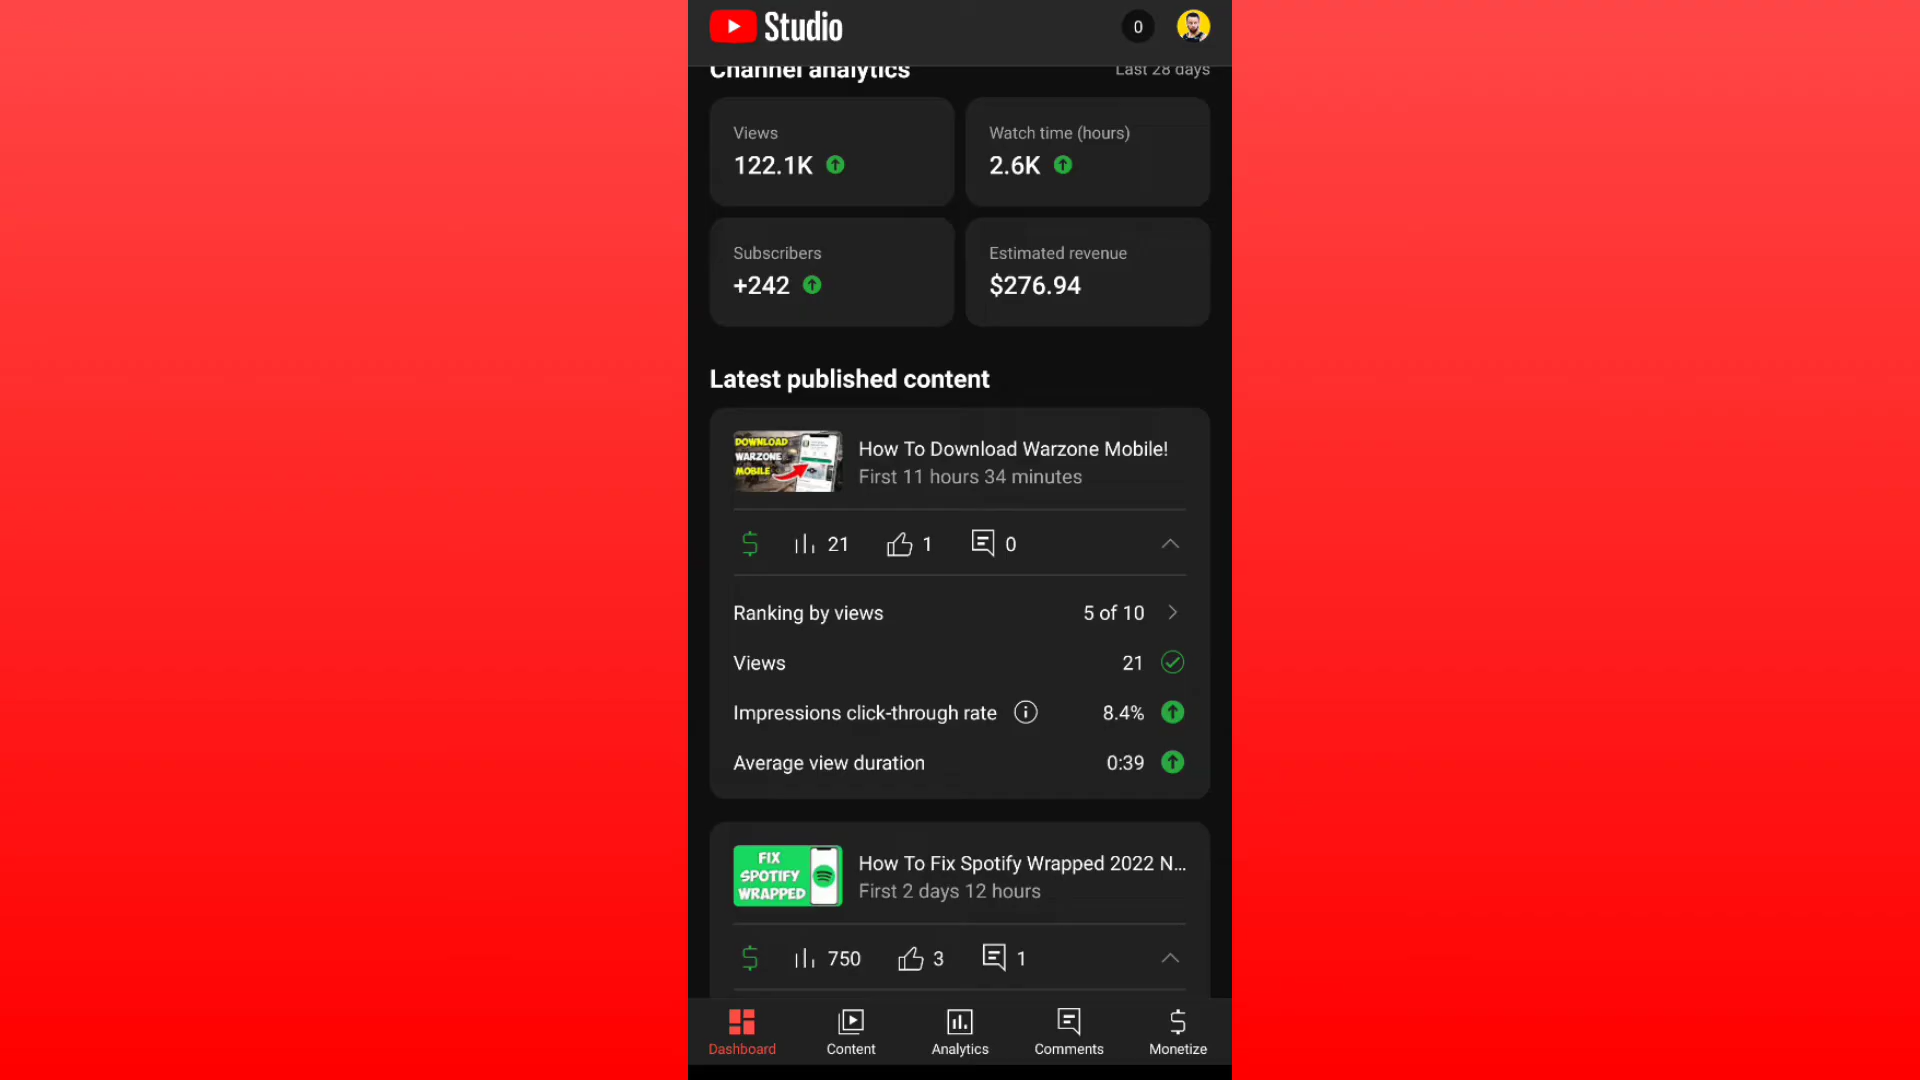 Studio
0
Channel analytics
Last 28 days
Views
Watch time (hours)
122.1K
2.6K
Subscribers
Estimated revenue
+242
$276.94
Latest published content
DOWNLOAD
WARZONE
MOBILE
How To Download Warzone Mobile!
First 11 hours 34 minutes
21
1
0
Ranking by views
5 of 10
Views
21
Impressions click-through rate
8.4%
Average view duration
0:39
FIX
SPOTIFY
WRAPPED
How To Fix Spotify Wrapped 2022 N...
First 2 days 12 hours
750
3
1
Dashboard
Content
Analytics
Comments
Monetize